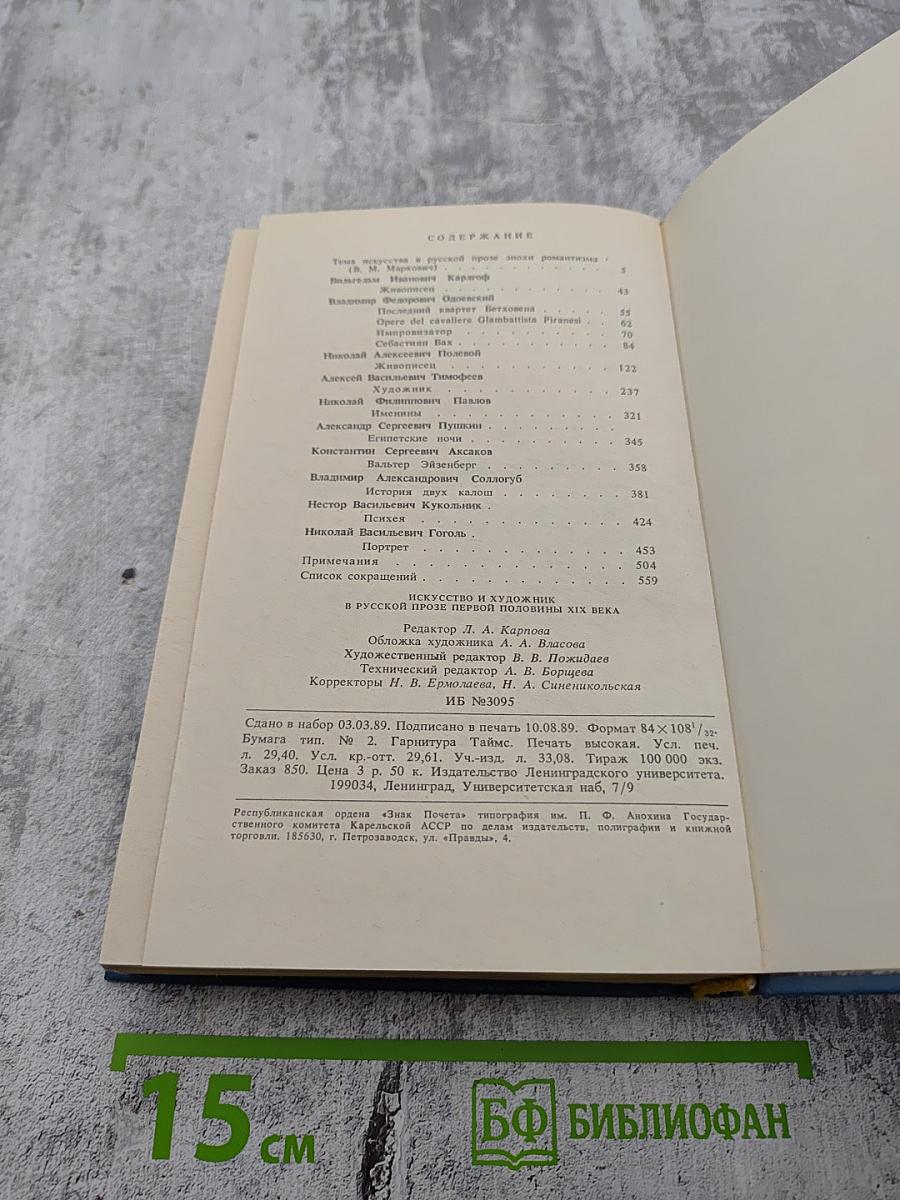 СОДЕРЖАНИЕ
Тема искусства в русской прозе эпохи романтизма
(В. М. Маркович) . . . . . . . . . . . . 5
Вильгельм Иванович Карлгоф
Живописец . . . . . . . . . . . . 43
Владимир Федорович Одоевский
Последний квартет Бетховена . . . . . 55
Opere del cavaliere Giambattista Piranesi . . 62
Импровизатор . . . . . . . . . . 70
Себастиян Бах . . . . . . . . . . 84
Николай Алексеевич Полевой
Живописец . . . . . . . . . . . 122
Алексей Васильевич Тимофеев
Художник . . . . . . . . . . . 237
Николай Филиппович Павлов
Именины . . . . . . . . . . . 321
Александр Сергеевич Пушкин . . . . . . . .
Египетские ночи . . . . . . . . . 345
Константин Сергеевич Аксаков
Вальтер Эйзенберг . . . . . . . . . 358
Владимир Александрович Соллогуб
История двух калош . . . . . . . . 381
Нестор Васильевич Кукольник .
Психея . . . . . . . . . . . . 424
Николай Васильевич Гоголь .
Портрет . . . . . . . . . . . . 453
Примечания . . . . . . . . . . . . . . 504
Список сокращений . . . . . . . . . . . . 559
ИСКУССТВО И ХУДОЖНИК
В РУССКОЙ ПРОЗЕ ПЕРВОЙ ПОЛОВИНЫ XIX ВЕКА
Редактор Л. А. Карпова
Обложка художника А. А. Власова
Художественный редактор В. В. Пожидаев
Технический редактор А. В. Борщева
Корректоры Н. В. Ермолаева, Н. А. Синеникольская
ИБ №3095
Сдано в набор 03.03.89. Подписано в печать 10.08.89. Формат 84×108¹/₃₂.
Бумага тип. № 2. Гарнитура Таймс. Печать высокая. Усл. печ.
л. 29,40. Усл. кр.-отт. 29,61. Уч.-изд. л. 33,08. Тираж 100 000 экз.
Заказ 850. Цена 3 р. 50 к. Издательство Ленинградского университета.
199034, Ленинград, Университетская наб, 7/9
Республиканская ордена «Знак Почета» типография им. П. Ф. Анохина Государ-
ственного комитета Карельской АССР по делам издательств, полиграфии и книжной
торговли. 185630, г. Петрозаводск, ул. «Правды», 4.
15 см
БФ БИБЛИОФАН